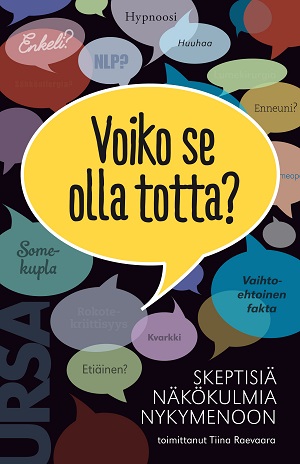 Hypnoosi
Enkeli?
Huuhaa
NLP?
Enneuni?
Voiko se
olla totta?
Some-
kupla
Vaihto-
ehtoinen
fakta
Rokote-
kriittisyys
Kvarkki
Etiäinen?
URSA
SKEPTISIÄ
NÄKÖKULMIA
NYKYMENOON
toimittanut Tiina Raevaara